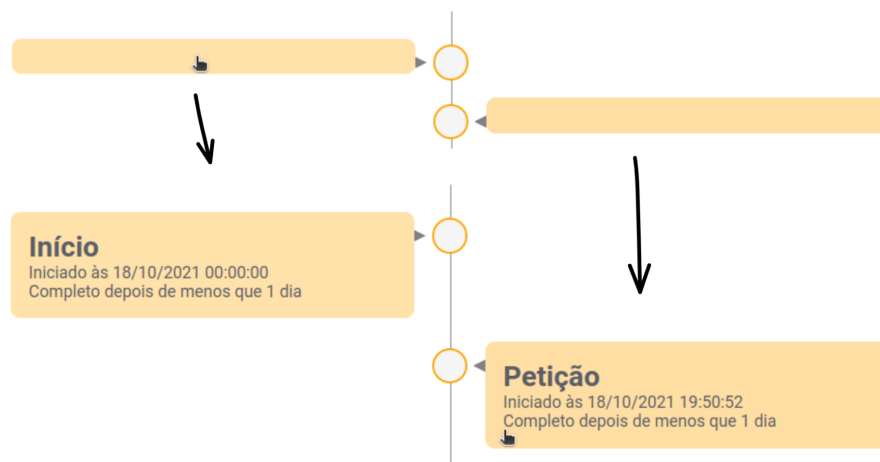 Início
Iniciado às 18/10/2021 00:00:00
Completo depois de menos que 1 dia
Petição
Iniciado às 18/10/2021 19:50:52
Completo depois de menos que 1 dia